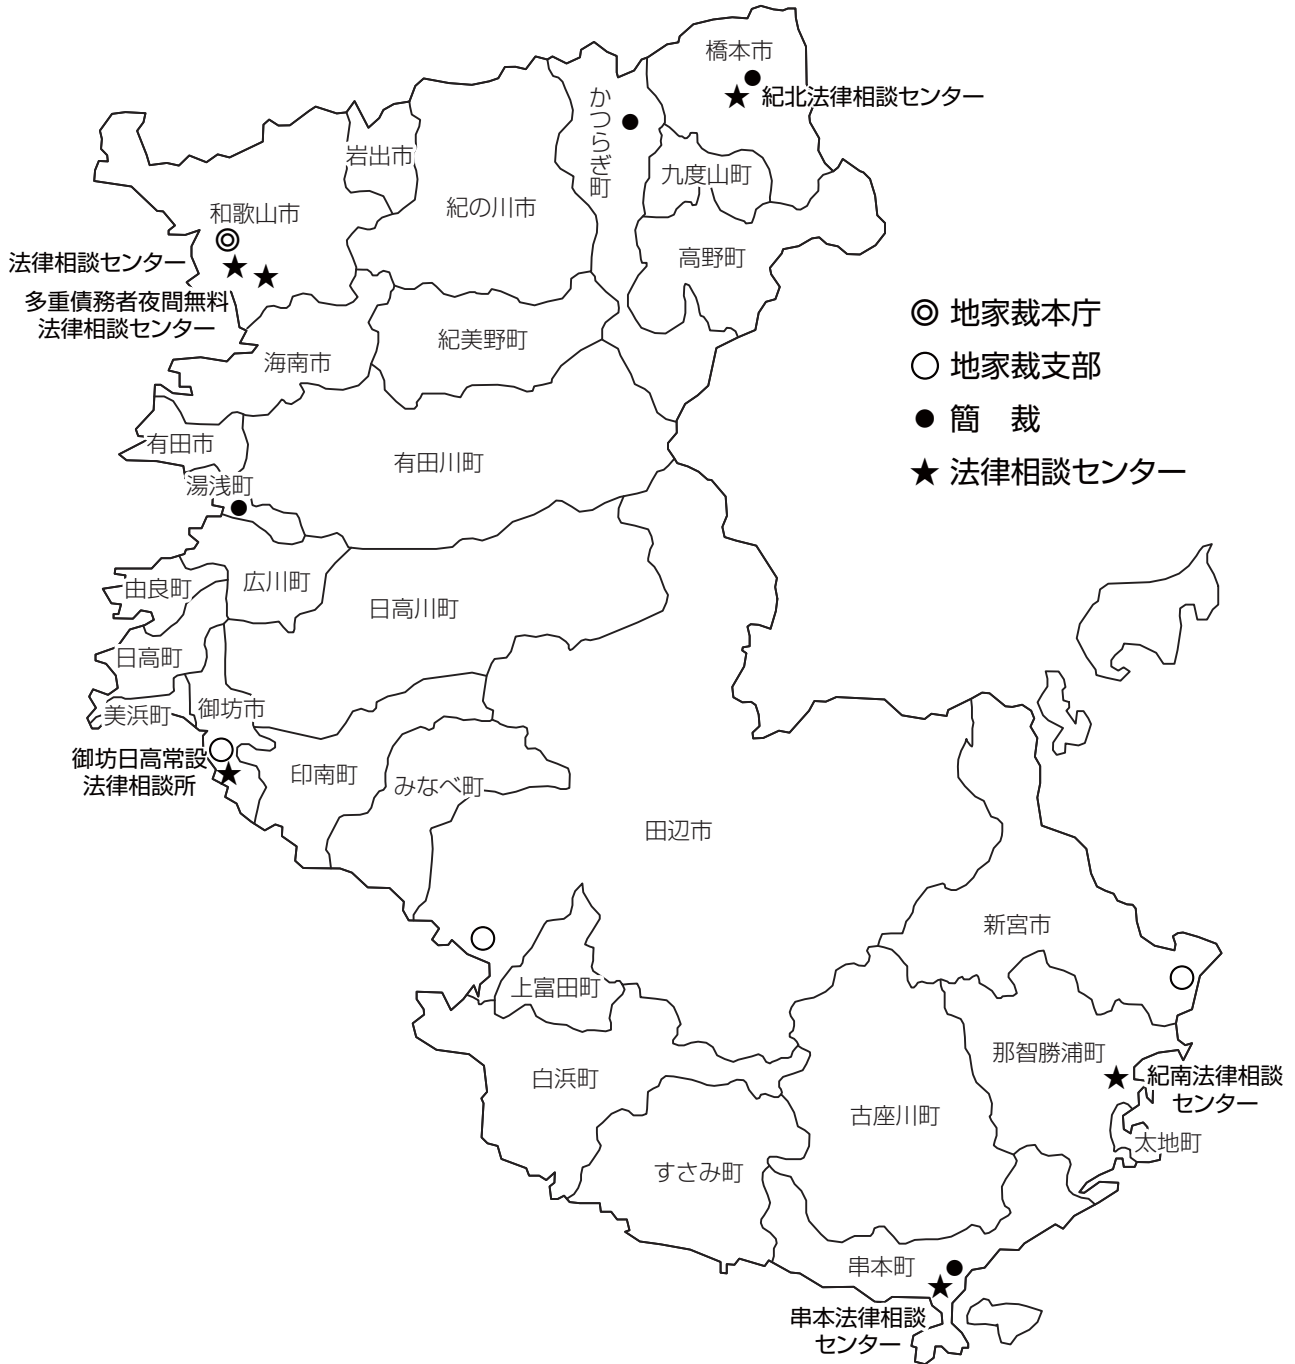 橋本市
紀北法律相談センター
かつらぎ町
岩出市
九度山町
紀の川市
和歌山市
高野町
法律相談センター
多重債務者夜間無料
法律相談センター
紀美野町
海南市
◎ 地家裁本庁
○ 地家裁支部
● 簡　裁
★ 法律相談センター
有田市
有田川町
湯浅町
広川町
由良町
日高川町
日高町
御坊市
美浜町
御坊日高常設
法律相談所
印南町
みなべ町
田辺市
新宮市
上富田町
那智勝浦町
紀南法律相談
センター
白浜町
古座川町
太地町
すさみ町
串本町
串本法律相談
センター